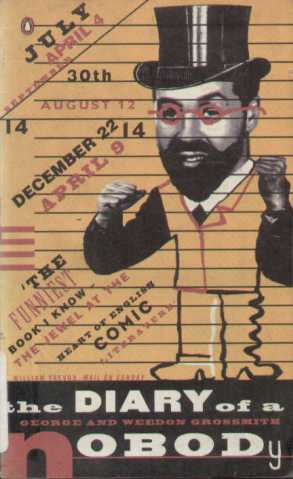 JULY
APRIL 4
SEPTEMBER
30th
AUGUST 12
14
DECEMBER 22
14
APRIL 9
'THE
FUNNIEST
BOOK I KNOW...
THE JEWEL AT THE
HEART OF ENGLISH
COMIC
LITERATURE'
WILLIAM TREVOR, MAIL ON SUNDAY
the DIARY of a
GEORGE AND WEEDON GROSSMITH
nOBODy